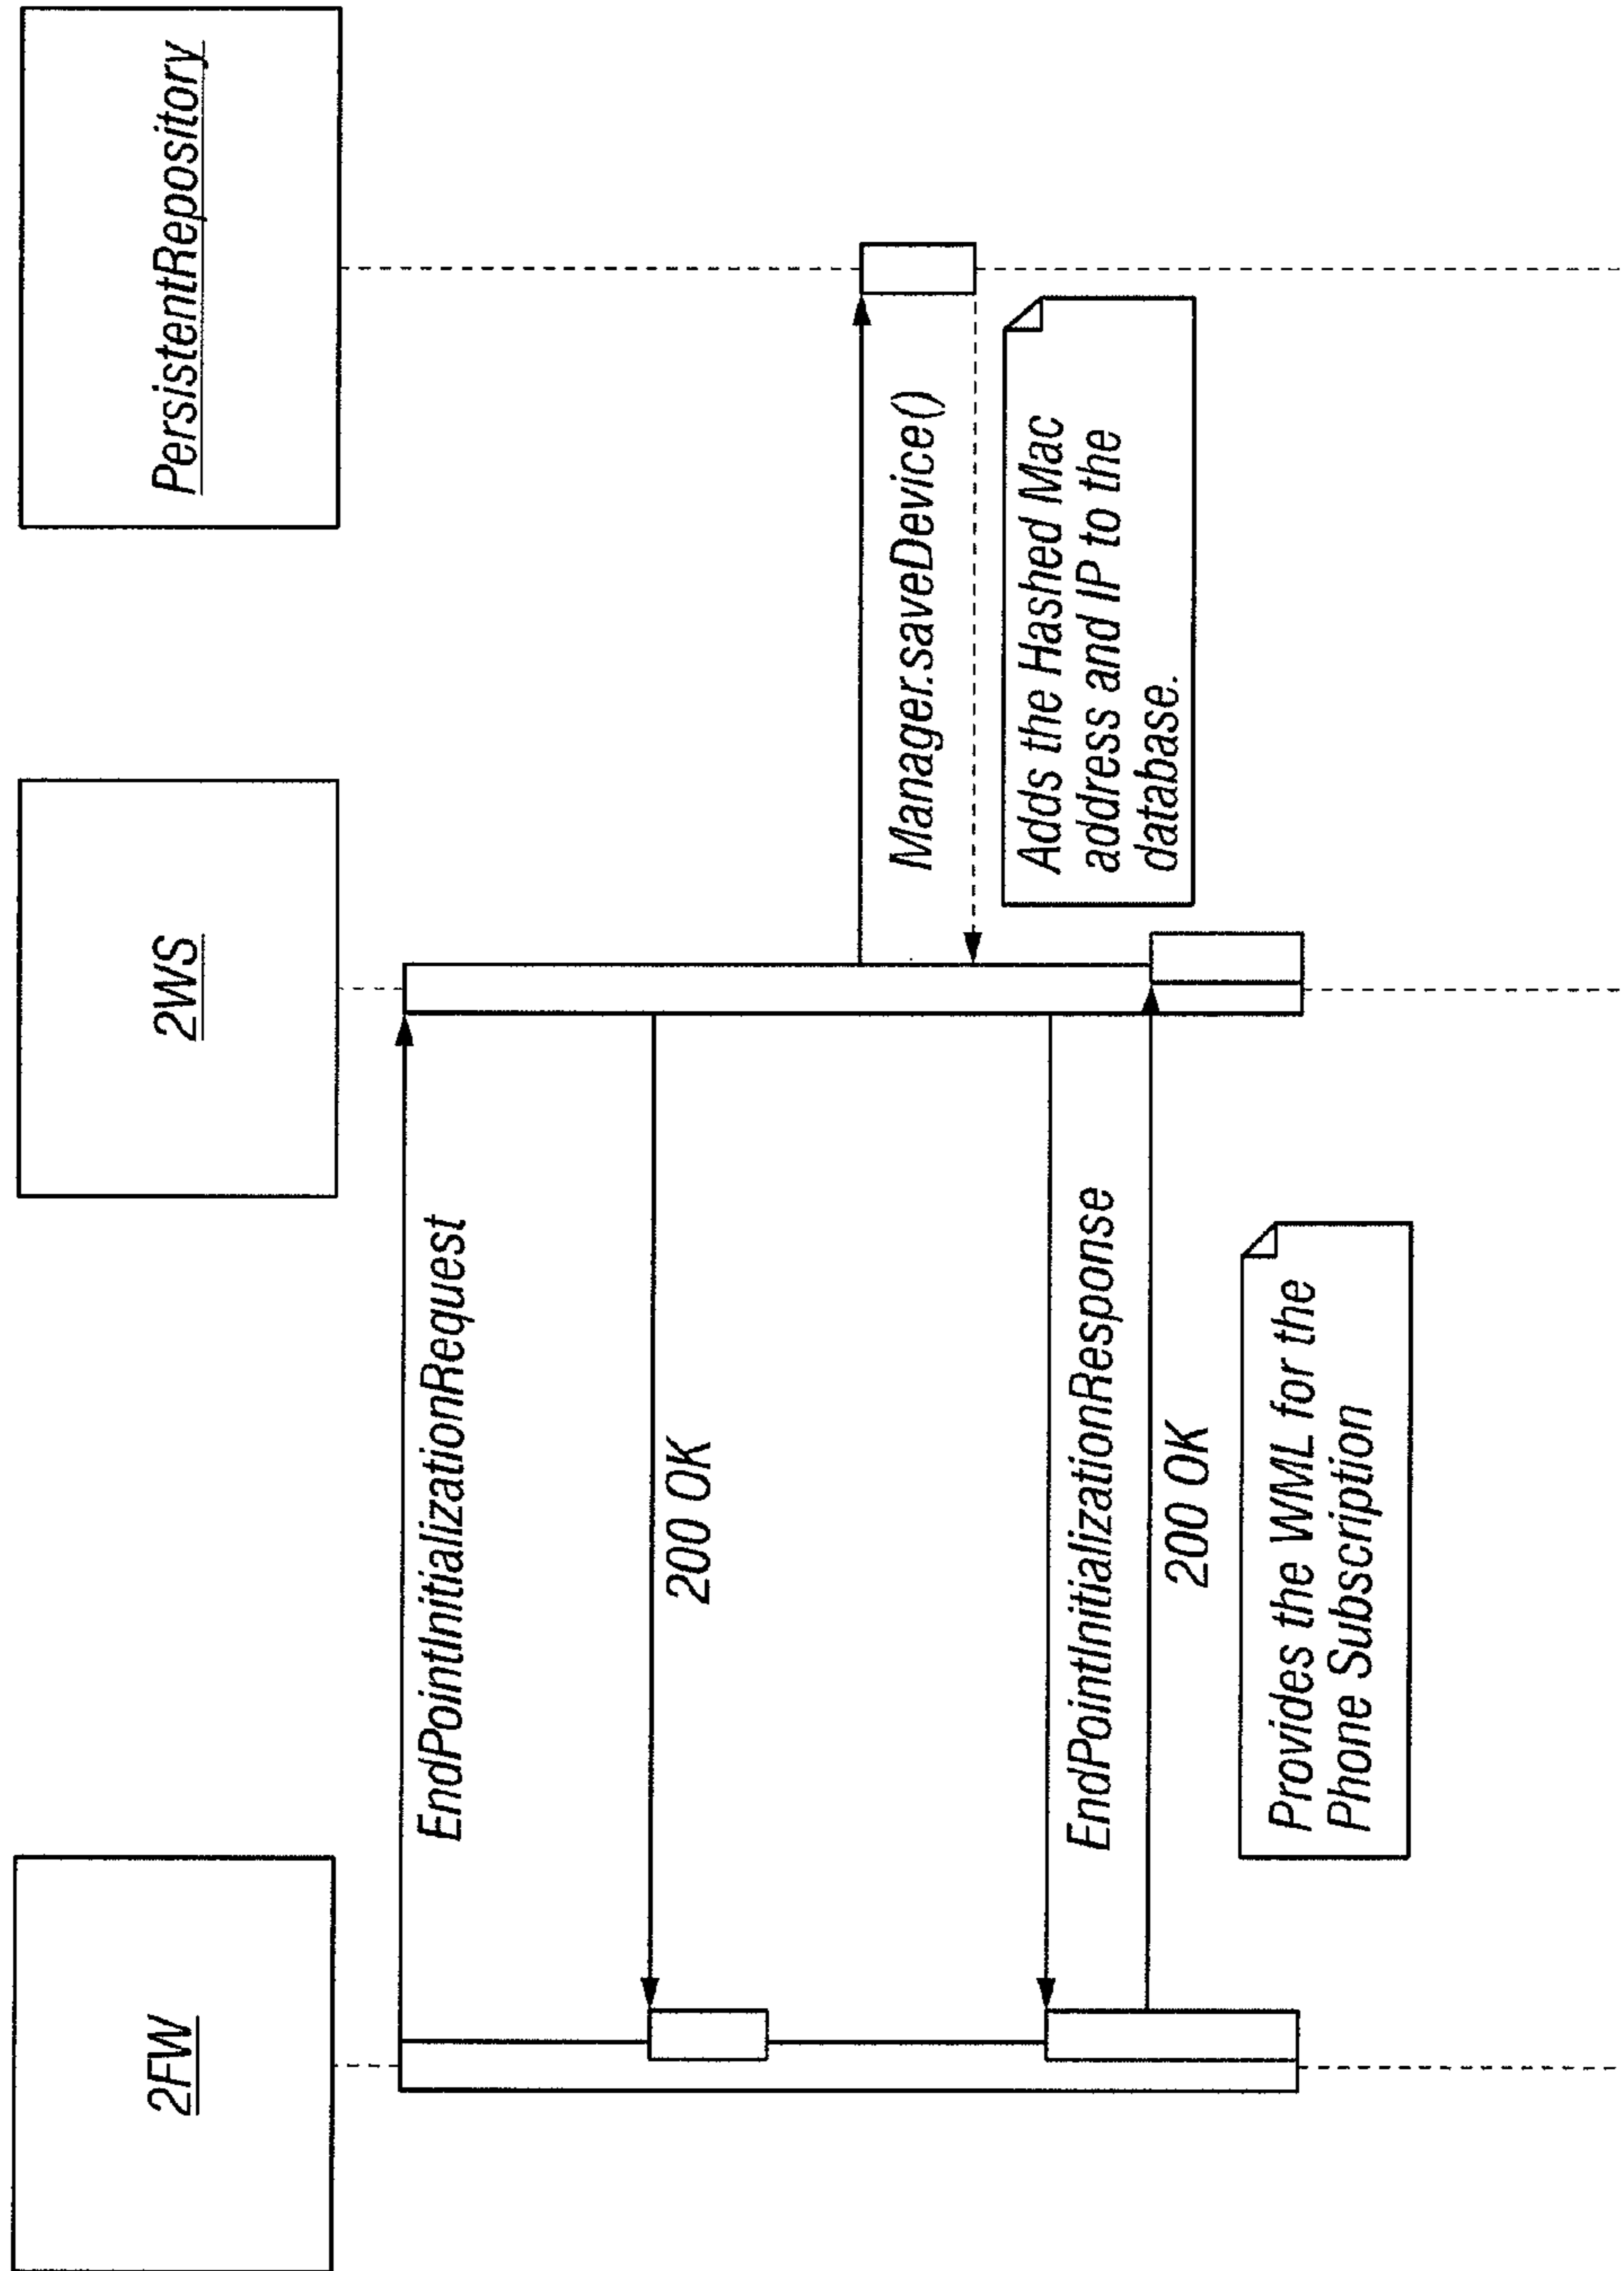 2FW
2WS
PersistentRepository
EndPointInitializationRequest
200 OK
Manager.saveDevice()
Adds the Hashed Mac
address and IP to the
database.
EndPointInitializationResponse
200 OK
Provides the WML for the
Phone Subscription